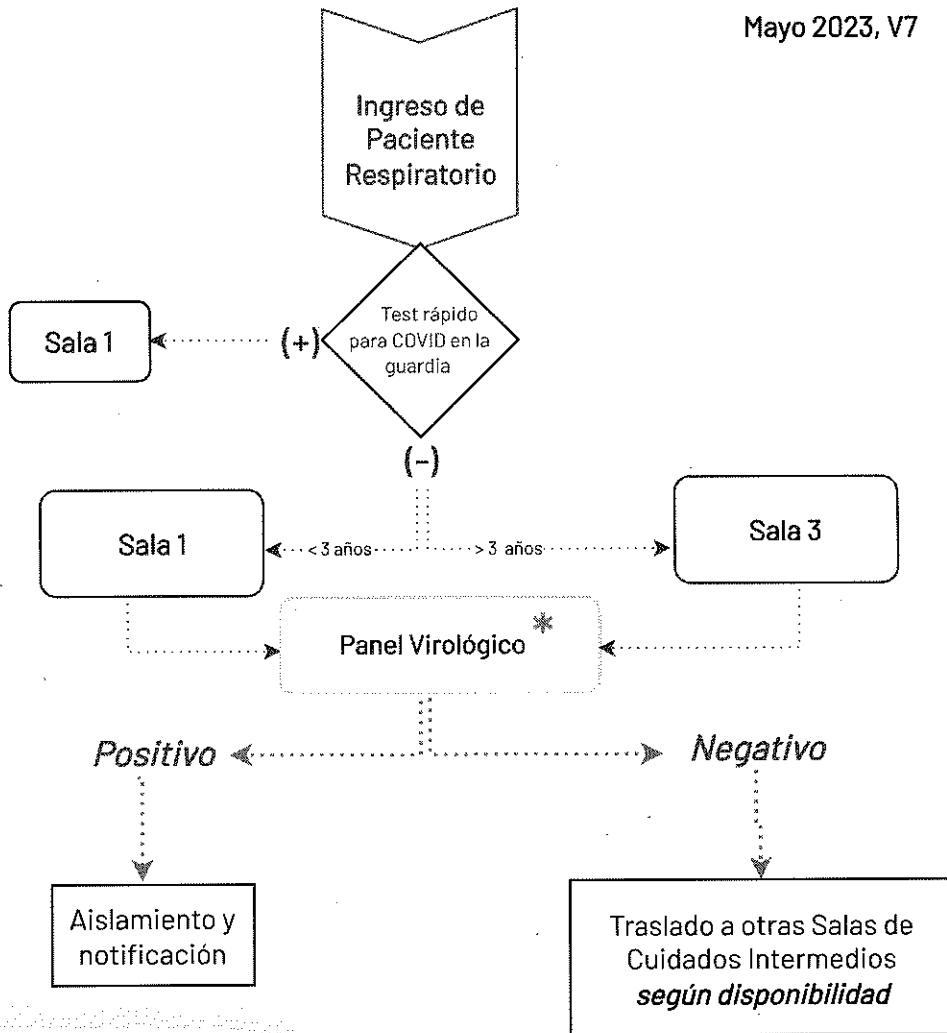 Mayo 2023, V7
Ingreso de
Paciente
Respiratorio
Test rápido
para COVID en la
guardia
(+)
Sala 1
(-)
Sala 1
< 3 años
> 3 años
Sala 3
Panel Virológico *
Positivo
Negativo
Aislamiento y
notificación
Traslado a otras Salas de
Cuidados Intermedios
según disponibilidad